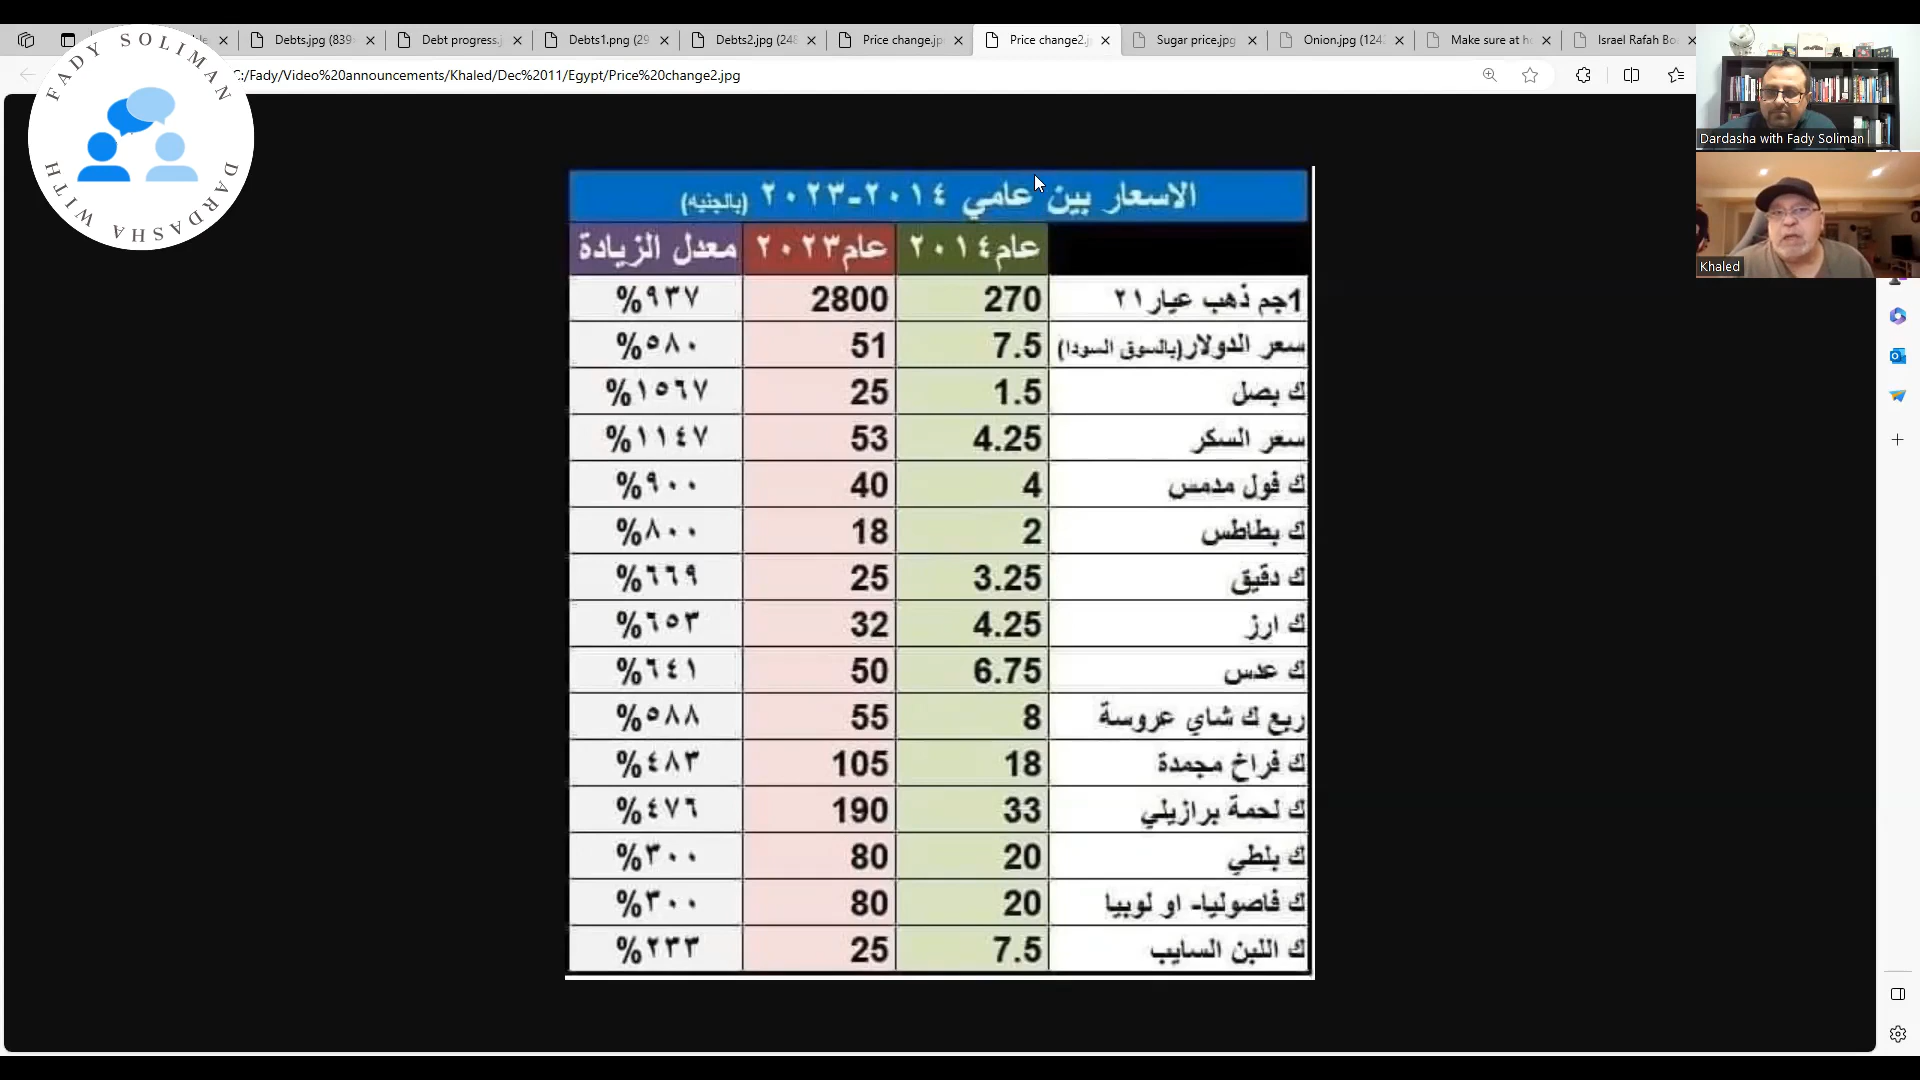 Debts.jpg (839
Debt progress.
Debts1.png (29
Debts2.jpg (248
Price change.jp
Price change2.j
Sugar price.jpg
Onion.jpg (124
Make sure at h
Israel Rafah Bo
C:/Fady/Video%20announcements/Khaled/Dec%2011/Egypt/Price%20change2.jpg
DARDASHA WITH FADY SOLIMAN
Dardasha with Fady Soliman
Khaled
الاسعار بين عامي ٢٠١٤-٢٠٢٣ (بالجنيه)
عام٢٠١٤ عام٢٠٢٣ معدل الزيادة
1جم ذهب عيار٢١ 270 2800 ٩٣٧%
سعر الدولار(بالسوق السودا) 7.5 51 ٥٨٠%
ك بصل 1.5 25 ١٥٦٧%
سعر السكر 4.25 53 ١١٤٧%
ك فول مدمس 4 40 ٩٠٠%
ك بطاطس 2 18 ٨٠٠%
ك دقيق 3.25 25 ٦٦٩%
ك ارز 4.25 32 ٦٥٣%
ك عدس 6.75 50 ٦٤١%
ربع ك شاي عروسة 8 55 ٥٨٨%
ك فراخ مجمدة 18 105 ٤٨٣%
ك لحمة برازيلي 33 190 ٤٧٦%
ك بلطي 20 80 ٣٠٠%
ك فاصوليا- او لوبيا 20 80 ٣٠٠%
ك اللبن السايب 7.5 25 ٢٣٣%